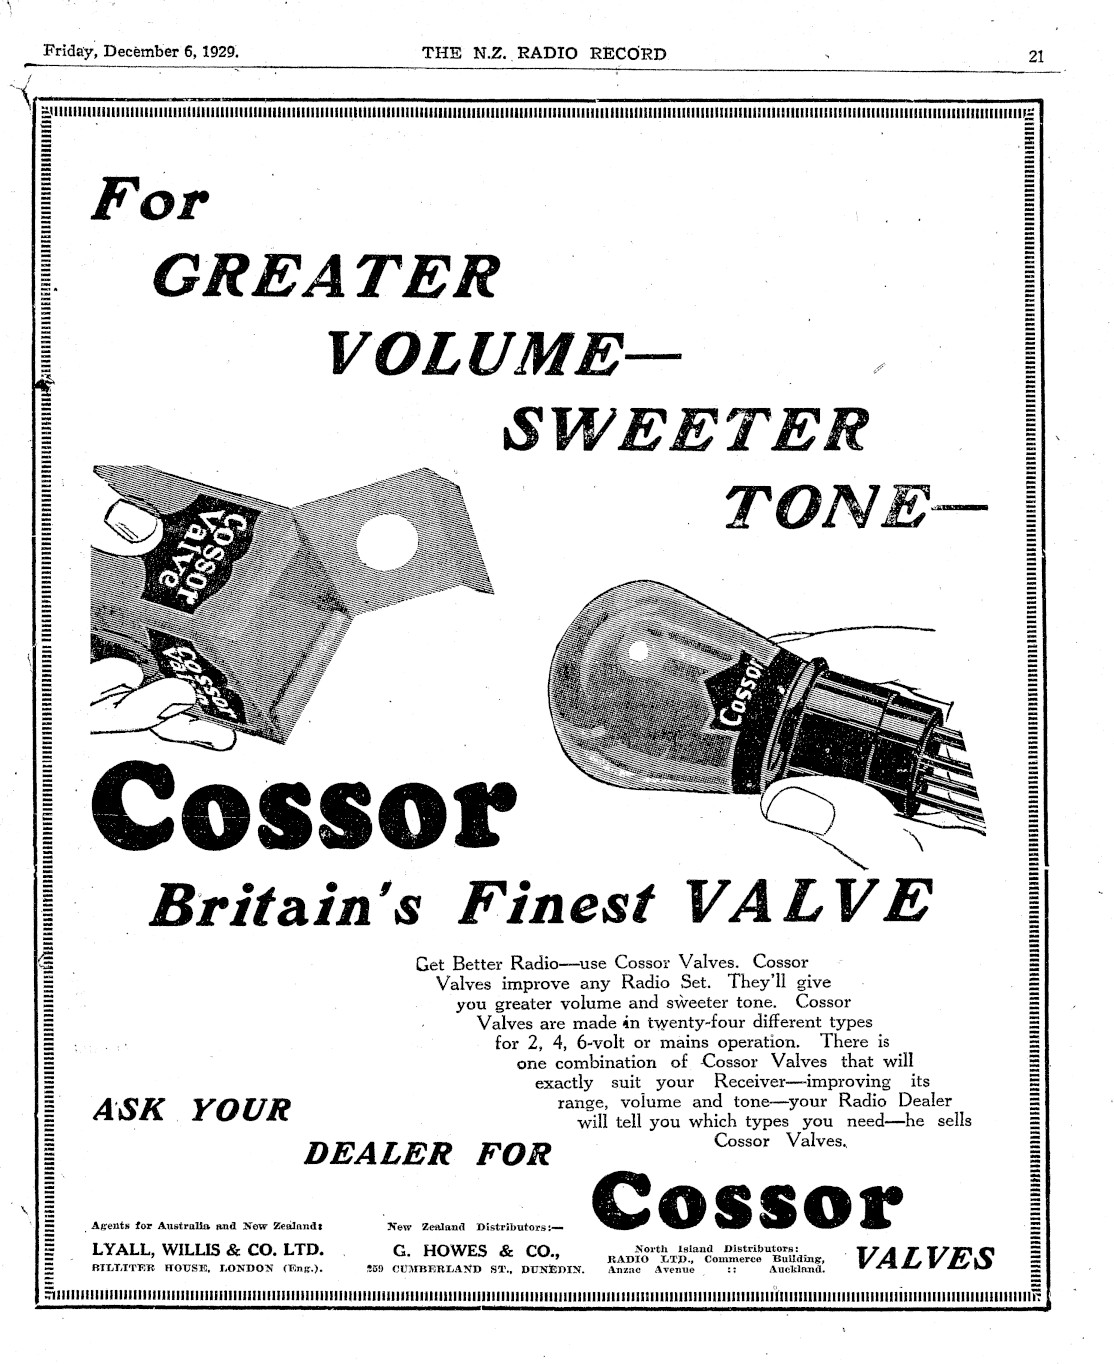 Friday, December 6, 1929.
THE N.Z. RADIO RECORD
21
For
GREATER
VOLUME—
SWEETER
TONE—
Cossor
Valve
Cossor
Valve
Cossor
Cossor
Britain's Finest VALVE
Get Better Radio—use Cossor Valves. Cossor
Valves improve any Radio Set. They'll give
you greater volume and sweeter tone. Cossor
Valves are made in twenty-four different types
for 2, 4, 6-volt or mains operation. There is
one combination of Cossor Valves that will
exactly suit your Receiver—improving its
range, volume and tone—your Radio Dealer
will tell you which types you need—he sells
Cossor Valves.
ASK YOUR
DEALER FOR
Cossor
VALVES
Agents for Australia and New Zealand:
LYALL, WILLIS & CO. LTD.
BILLITER HOUSE, LONDON (Eng.).
New Zealand Distributors:—
G. HOWES & CO.,
259 CUMBERLAND ST., DUNEDIN.
North Island Distributors:
RADIO LTD., Commerce Building,
Anzac Avenue :: Auckland.